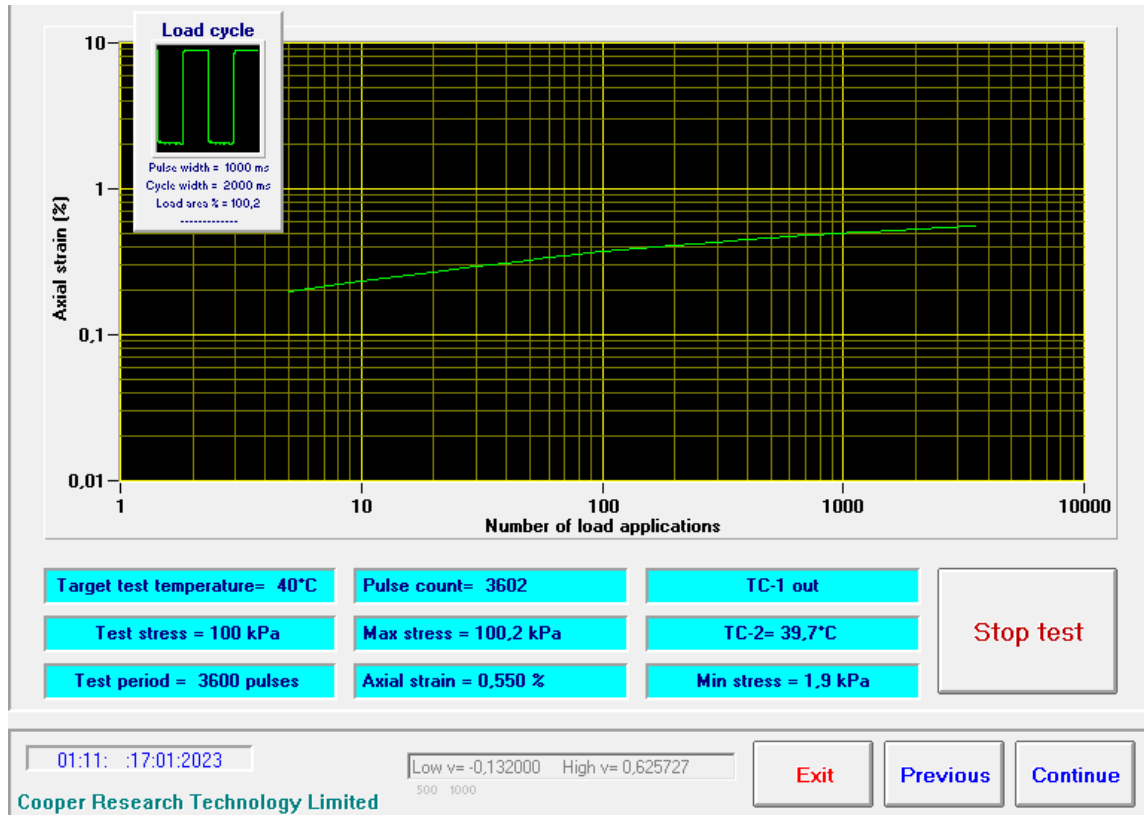 Load cycle
Pulse width = 1000 ms
Cycle width = 2000 ms
Load area % = 100,2
-------------
10
1
0,1
0,01
Axial strain (%)
1
10
100
1000
10000
Number of load applications
Target test temperature= 40°C
Pulse count= 3602
TC-1 out
Test stress = 100 kPa
Max stress = 100,2 kPa
TC-2= 39,7°C
Stop test
Test period = 3600 pulses
Axial strain = 0,550 %
Min stress = 1,9 kPa
01:11: :17:01:2023
Low v= -0,132000 High v= 0,625727
500 1000
Exit
Previous
Continue
Cooper Research Technology Limited